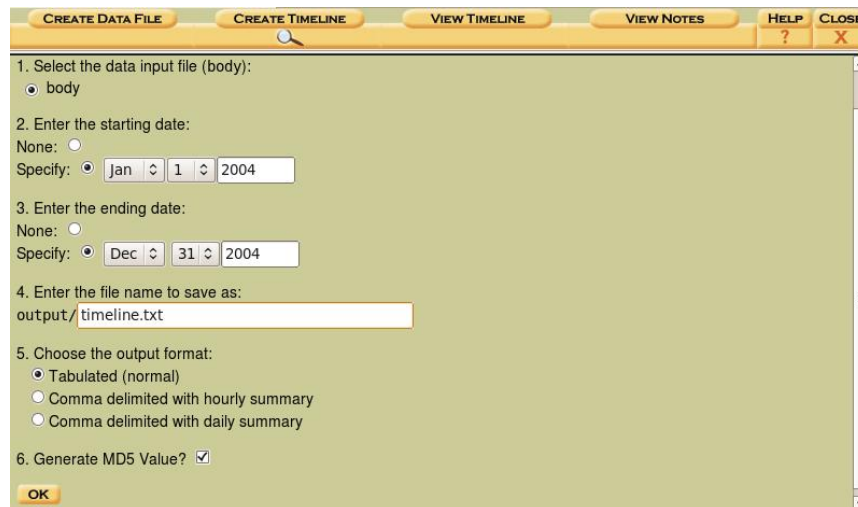 CREATE DATA FILE CREATE TIMELINE VIEW TIMELINE VIEW NOTES HELP CLOSE
? X
1. Select the data input file (body):
body
2. Enter the starting date:
None:
Specify: Jan 1 2004
3. Enter the ending date:
None:
Specify: Dec 31 2004
4. Enter the file name to save as:
output/timeline.txt
5. Choose the output format:
Tabulated (normal)
Comma delimited with hourly summary
Comma delimited with daily summary
6. Generate MD5 Value?
OK